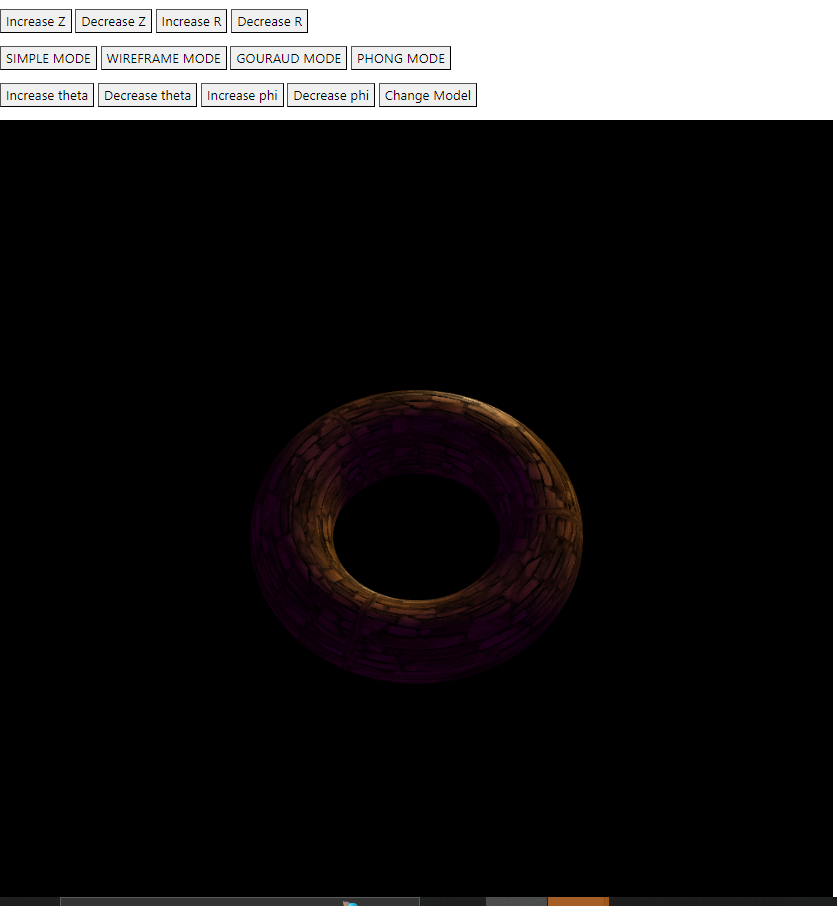 Increase Z Decrease Z Increase R Decrease R
SIMPLE MODE WIREFRAME MODE GOURAUD MODE PHONG MODE
Increase theta Decrease theta Increase phi Decrease phi Change Model